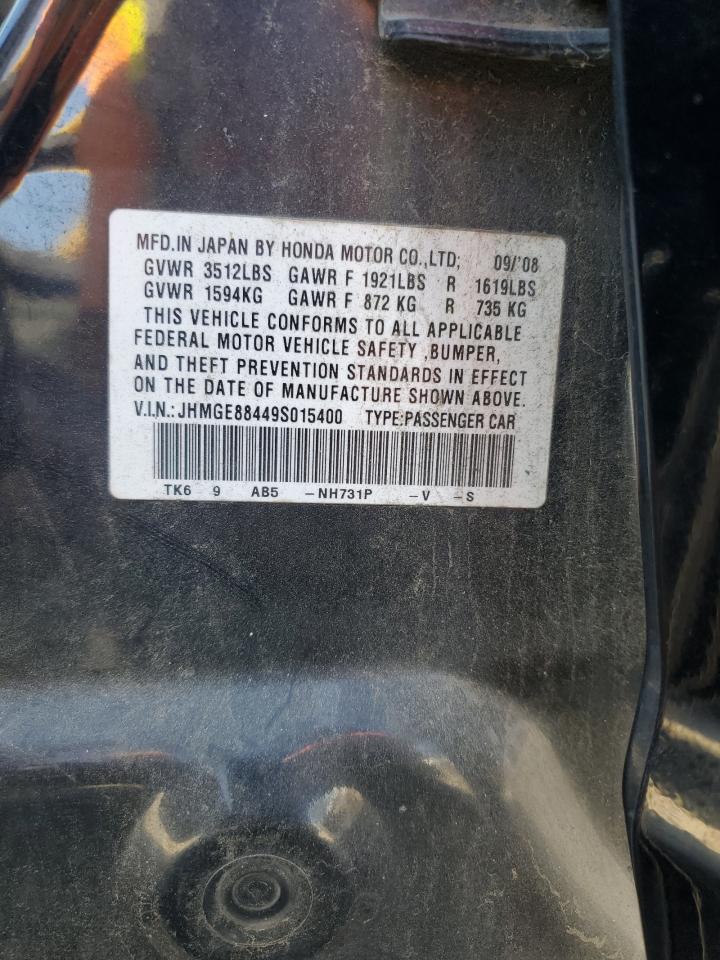 MFD.IN JAPAN BY HONDA MOTOR CO.,LTD; 09/'08
GVWR 3512LBS GAWR F 1921LBS R 1619LBS
GVWR 1594KG GAWR F 872 KG R 735 KG
THIS VEHICLE CONFORMS TO ALL APPLICABLE
FEDERAL MOTOR VEHICLE SAFETY ,BUMPER,
AND THEFT PREVENTION STANDARDS IN EFFECT
ON THE DATE OF MANUFACTURE SHOWN ABOVE.
V.I.N.: JHMGE88449S015400 TYPE:PASSENGER CAR
TK6 9 AB5 -NH731P -V -S